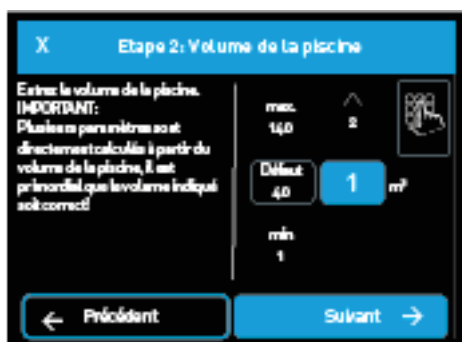 X Etape 2: Volume de la piscine
Entrez le volume de la piscine.
IMPORTANT:
Plusieurs paramètres sont
directement calculés à partir du
volume de la piscine, il est
primordial que le volume indiqué
soit correct!
max.
140
2
Défaut
40
1 m³
min
1
← Précédent
Suivant →